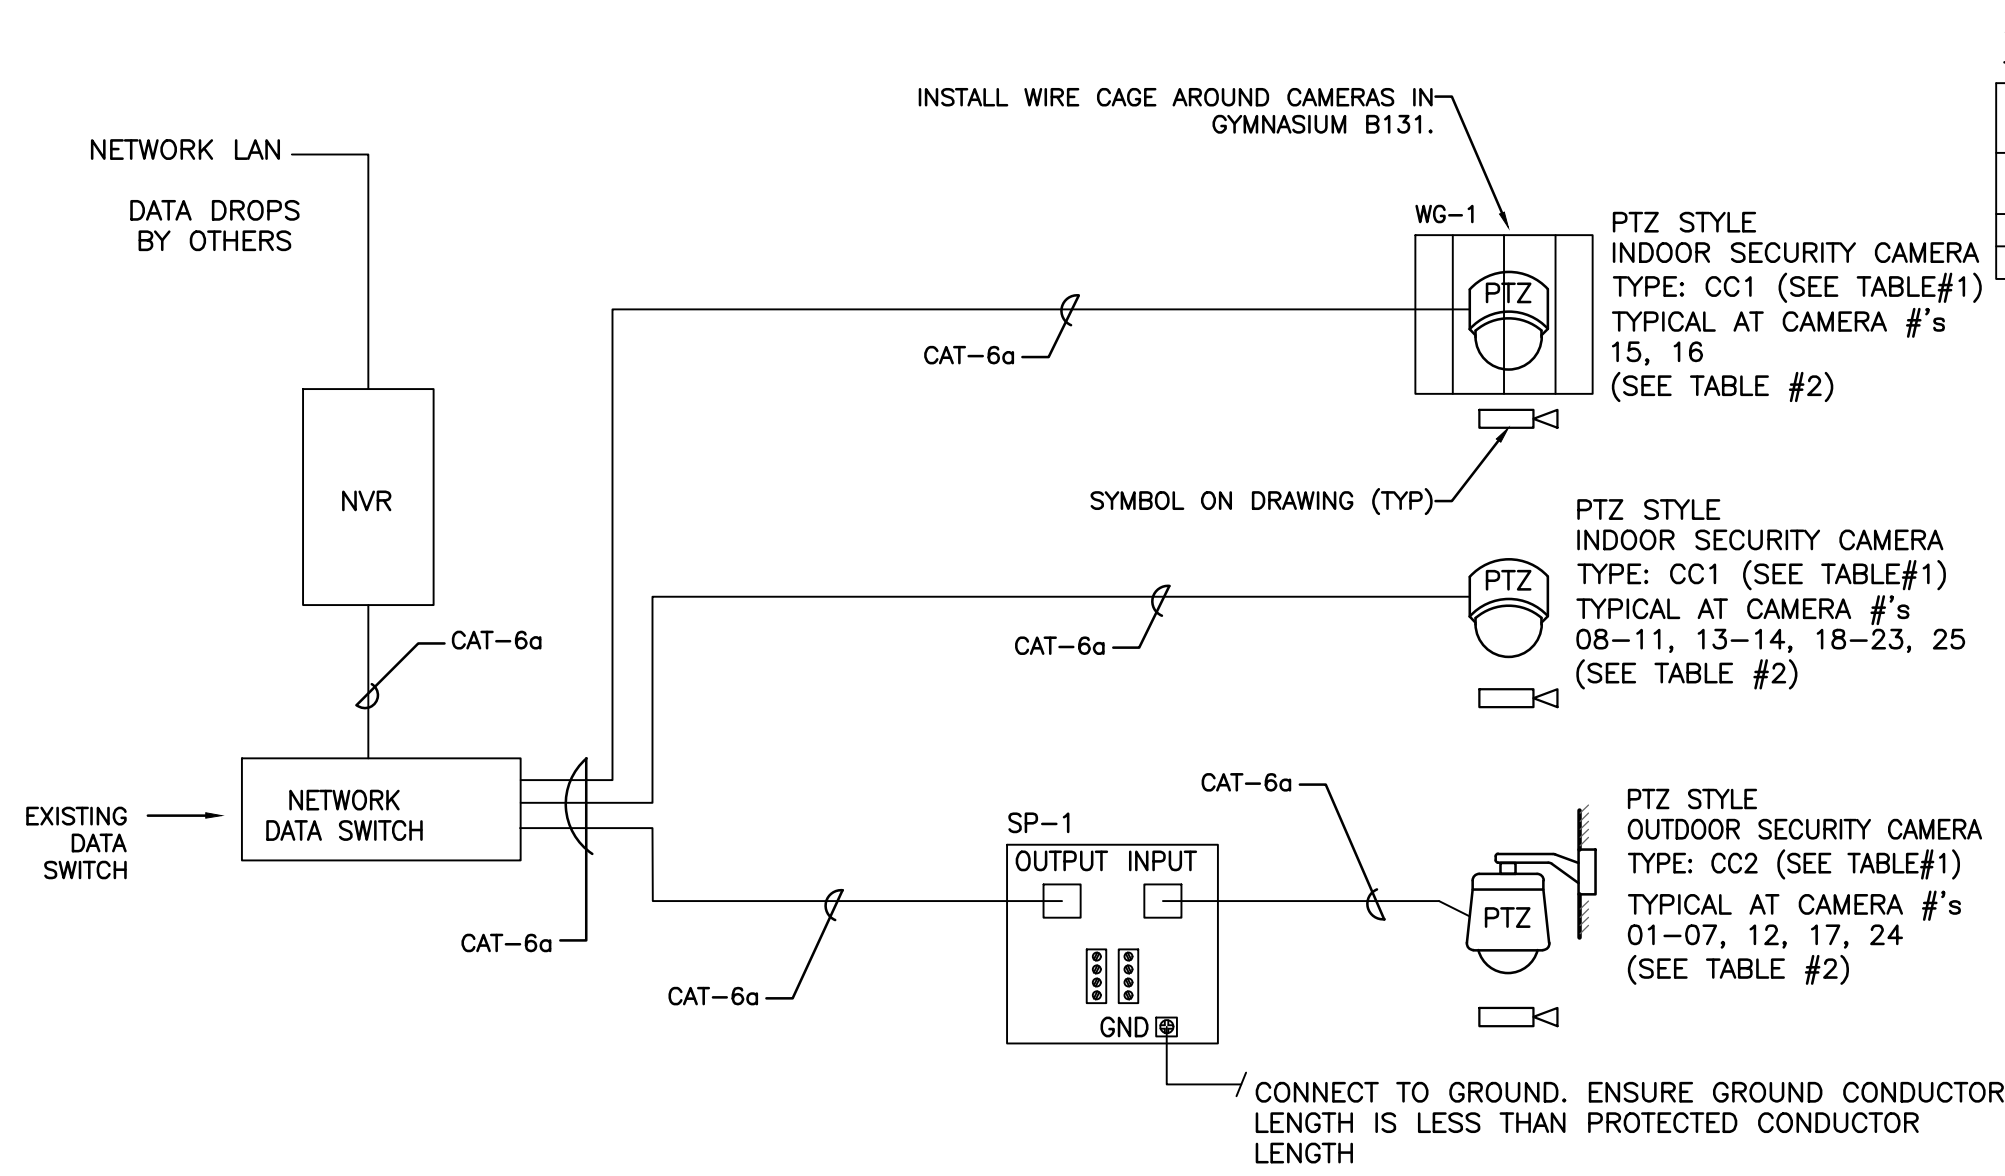 INSTALL WIRE CAGE AROUND CAMERAS IN
GYMNASIUM B131.
NETWORK LAN
DATA DROPS
BY OTHERS
WG-1
PTZ
PTZ STYLE
INDOOR SECURITY CAMERA
TYPE: CC1 (SEE TABLE#1)
TYPICAL AT CAMERA #'s
15, 16
(SEE TABLE #2)
CAT-6a
NVR
SYMBOL ON DRAWING (TYP)
PTZ
PTZ STYLE
INDOOR SECURITY CAMERA
TYPE: CC1 (SEE TABLE#1)
TYPICAL AT CAMERA #'s
08-11, 13-14, 18-23, 25
(SEE TABLE #2)
CAT-6a
CAT-6a
NETWORK
DATA SWITCH
EXISTING
DATA
SWITCH
CAT-6a
CAT-6a
SP-1
OUTPUT INPUT
GND
CAT-6a
PTZ
PTZ STYLE
OUTDOOR SECURITY CAMERA
TYPE: CC2 (SEE TABLE#1)
TYPICAL AT CAMERA #'s
01-07, 12, 17, 24
(SEE TABLE #2)
CONNECT TO GROUND. ENSURE GROUND CONDUCTOR
LENGTH IS LESS THAN PROTECTED CONDUCTOR
LENGTH